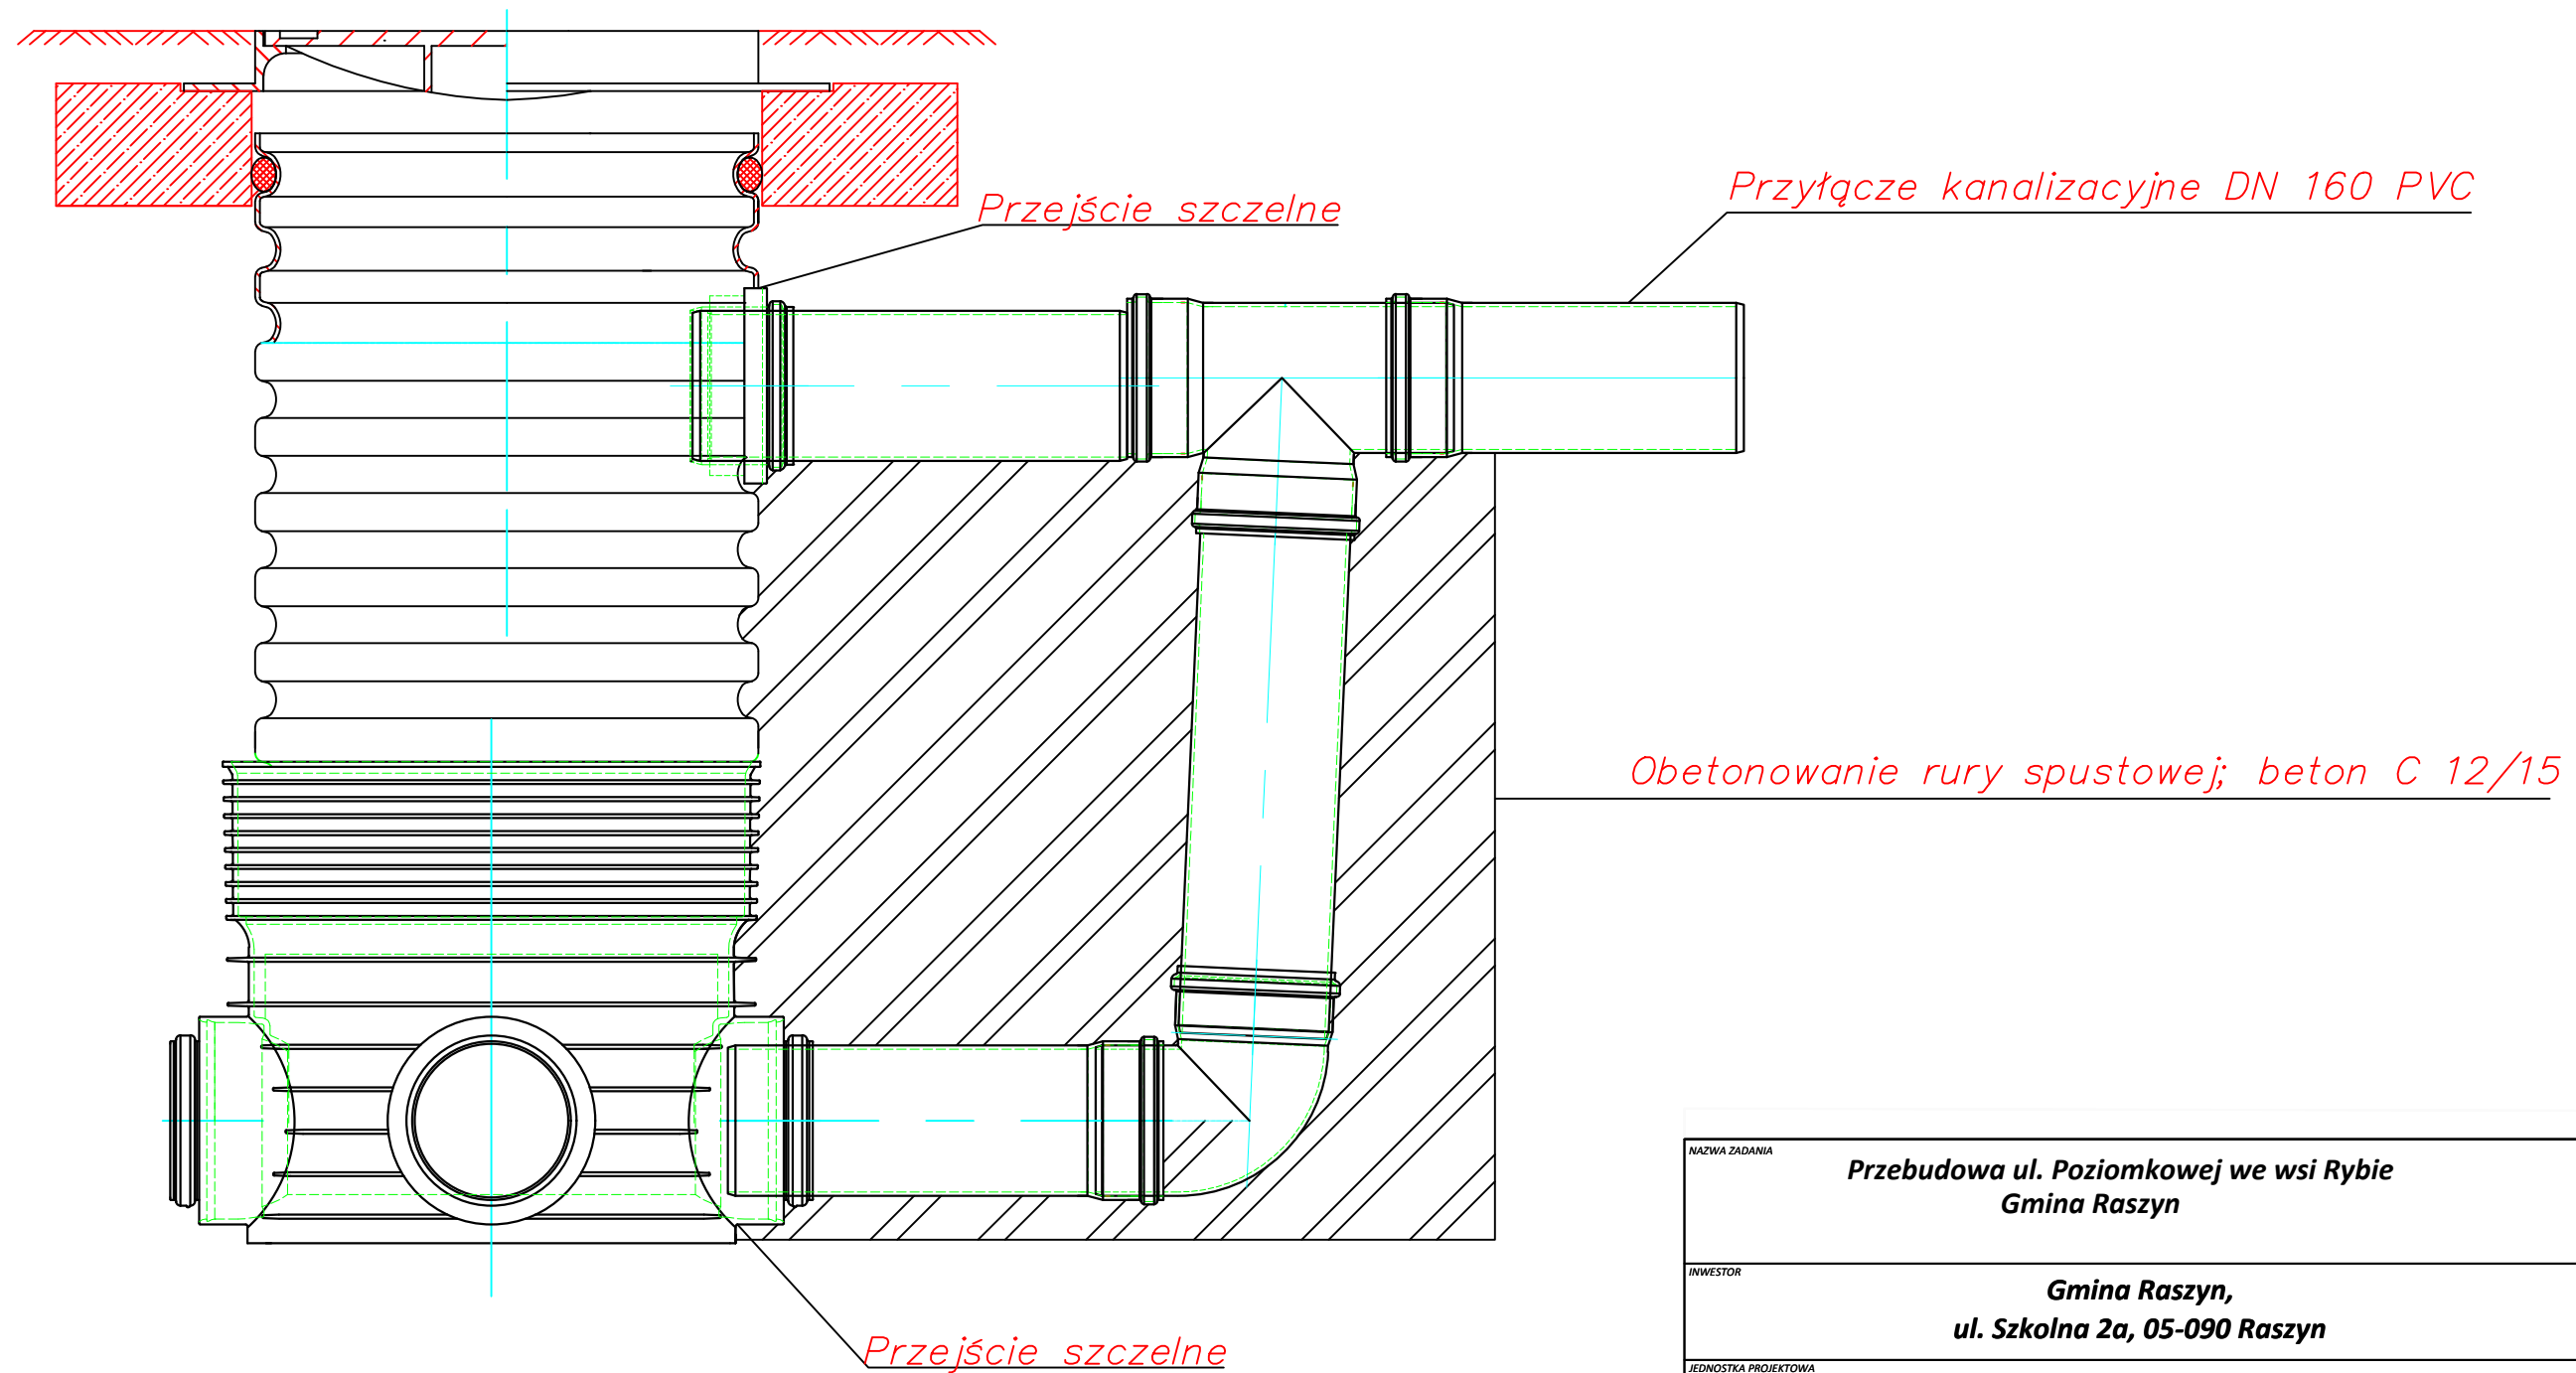 Przejście szczelne
Przyłącze kanalizacyjne DN 160 PVC
Obetonowanie rury spustowej; beton C 12/15
Przejście szczelne
NAZWA ZADANIA
Przebudowa ul. Poziomkowej we wsi Rybie
Gmina Raszyn
INWESTOR
Gmina Raszyn,
ul. Szkolna 2a, 05-090 Raszyn
JEDNOSTKA PROJEKTOWA